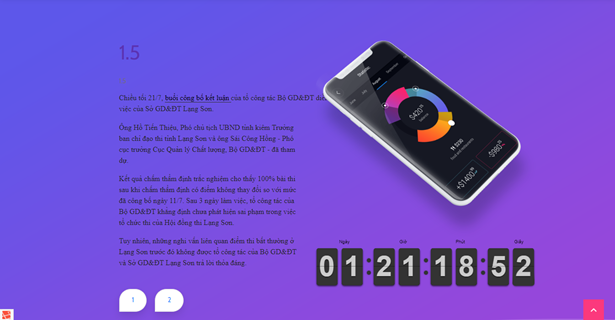 1.5
Chiều tối 21/7, buổi công bố kết luận của tổ công tác Bộ GD&ĐT
việc của Sở GD&ĐT Lạng Sơn.
Ông Hồ Tiến Thiệu, Phó chủ tịch UBND tỉnh kiêm Trưởng
ban chỉ đạo thi tỉnh Lạng Sơn và ông Sái Công Hồng - Phó
cục trưởng Cục Quản lý Chất lượng, Bộ GD&ĐT - đã tham
dự.
Kết quả chấm thẩm định trắc nghiệm cho thấy 100% bài thi
sau khi chấm thẩm định có điểm không thay đổi so với mức
đã công bố ngày 11/7. Sau 3 ngày làm việc, tổ công tác của
Bộ GD&ĐT khẳng định chưa phát hiện sai phạm trong việc
tổ chức thi của Hội đồng thi Lạng Sơn.
Tuy nhiên, những nghi vấn liên quan điểm thi bất thường ở
Lạng Sơn trước đó không được tổ công tác của Bộ GD&ĐT
và Sở GD&ĐT Lạng Sơn trả lời thỏa đáng.
1 2
Statistic
$420
N 5230
+$1400
-$980
Ngày Giờ Phút Giây
01:21:18:52